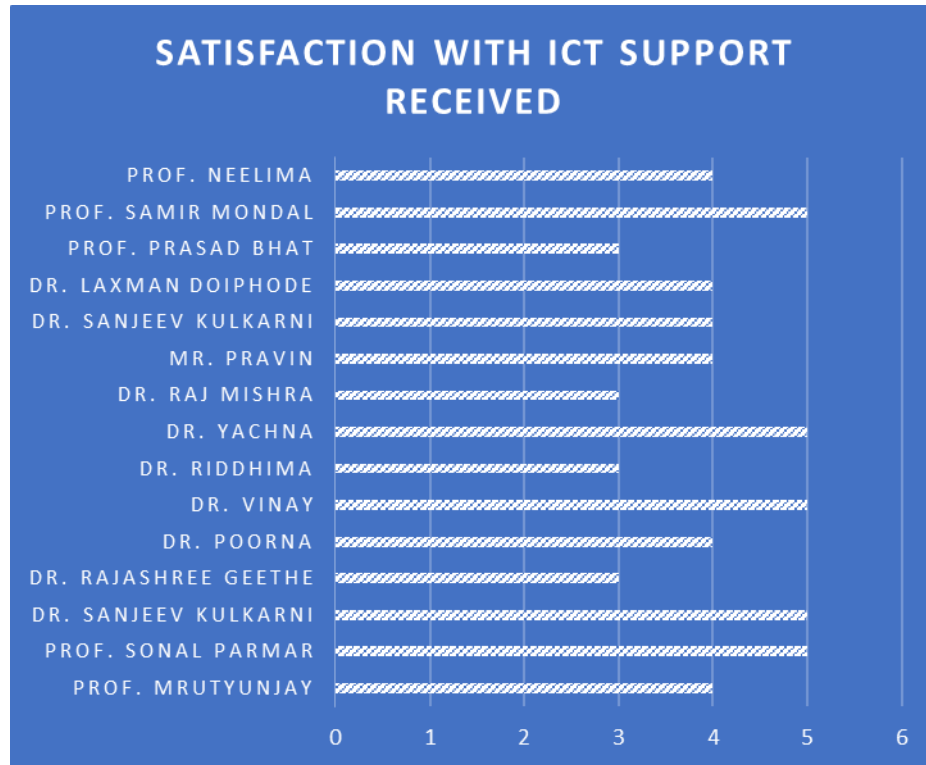 SATISFACTION WITH ICT SUPPORT
RECEIVED
PROF. NEELIMA
PROF. SAMIR MONDAL
PROF. PRASAD BHAT
DR. LAXMAN DOIPHODE
DR. SANJEEV KULKARNI
MR. PRAVIN
DR. RAJ MISHRA
DR. YACHNA
DR. RIDDHIMA
DR. VINAY
DR. POORNA
DR. RAJASHREE GEETHE
DR. SANJEEV KULKARNI
PROF. SONAL PARMAR
PROF. MRUTYUNJAY
0 1 2 3 4 5 6